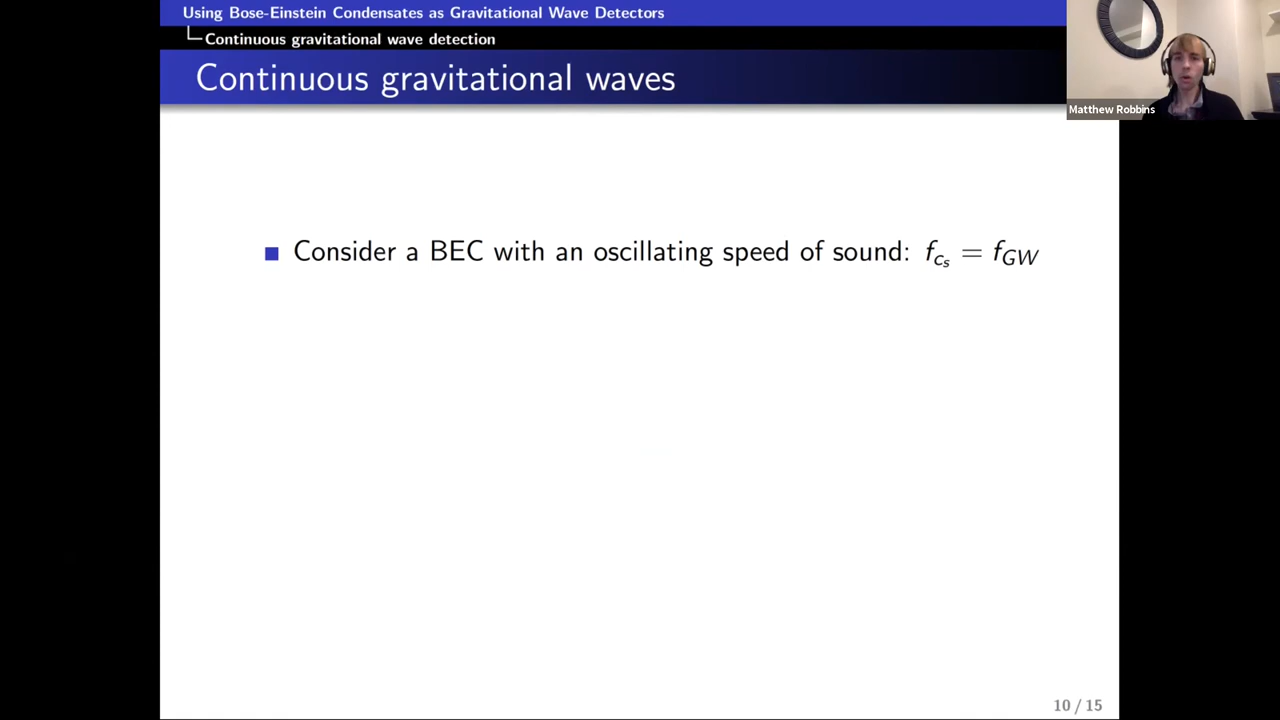 Using Bose-Einstein Condensates as Gravitational Wave Detectors
Continuous gravitational wave detection
Continuous gravitational waves
Matthew Robbins
Consider a BEC with an oscillating speed of sound: f_{c_s} = f_{GW}
10 / 15